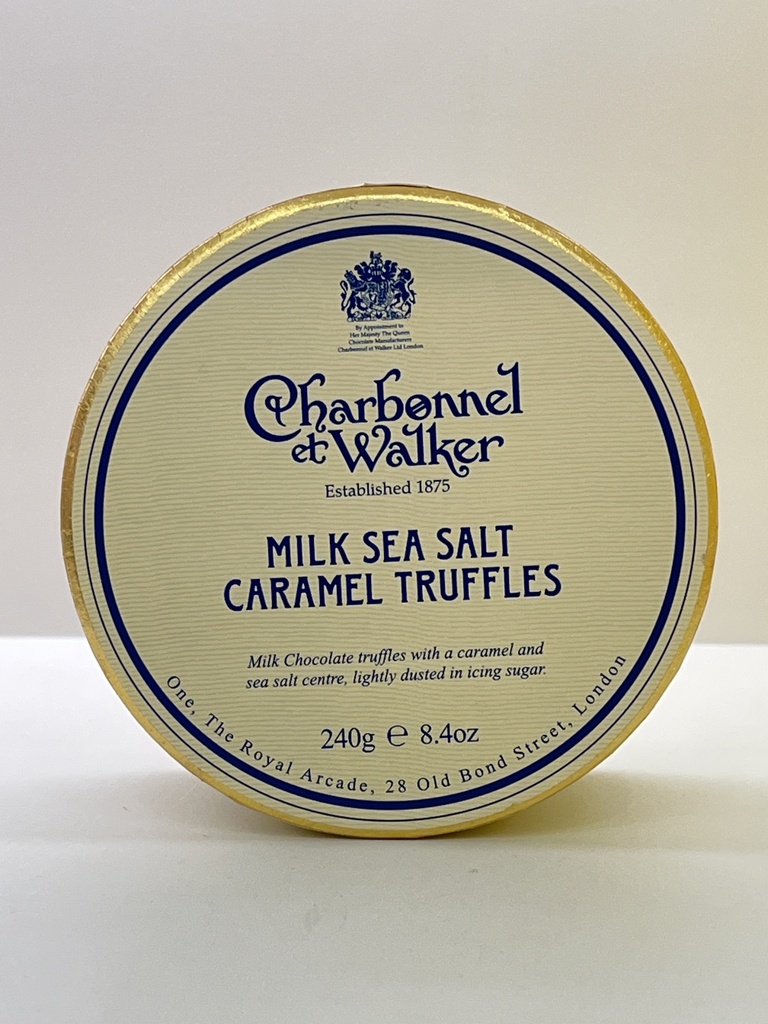 By Appointment to
Her Majesty The Queen
Chocolate Manufacturers
Charbonnel et Walker Ltd London
Charbonnel
et Walker
Established 1875
MILK SEA SALT
CARAMEL TRUFFLES
Milk Chocolate truffles with a caramel and
sea salt centre, lightly dusted in icing sugar.
240g ℮ 8.4oz
One, The Royal Arcade, 28 Old Bond Street, London